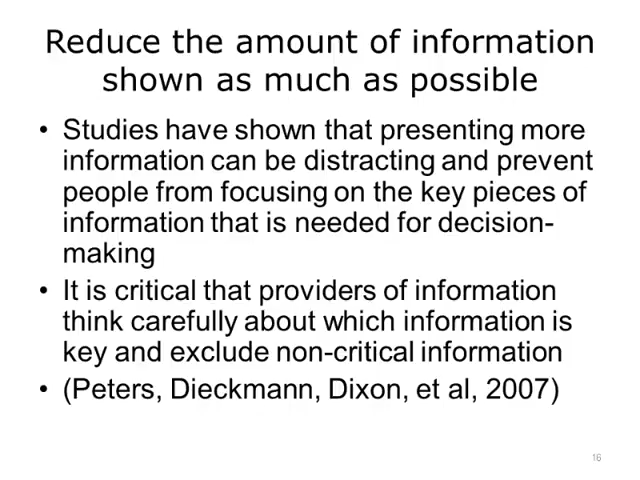 Reduce the amount of information
shown as much as possible
• Studies have shown that presenting more
information can be distracting and prevent
people from focusing on the key pieces of
information that is needed for decision-
making
• It is critical that providers of information
think carefully about which information is
key and exclude non-critical information
• (Peters, Dieckmann, Dixon, et al, 2007)
16